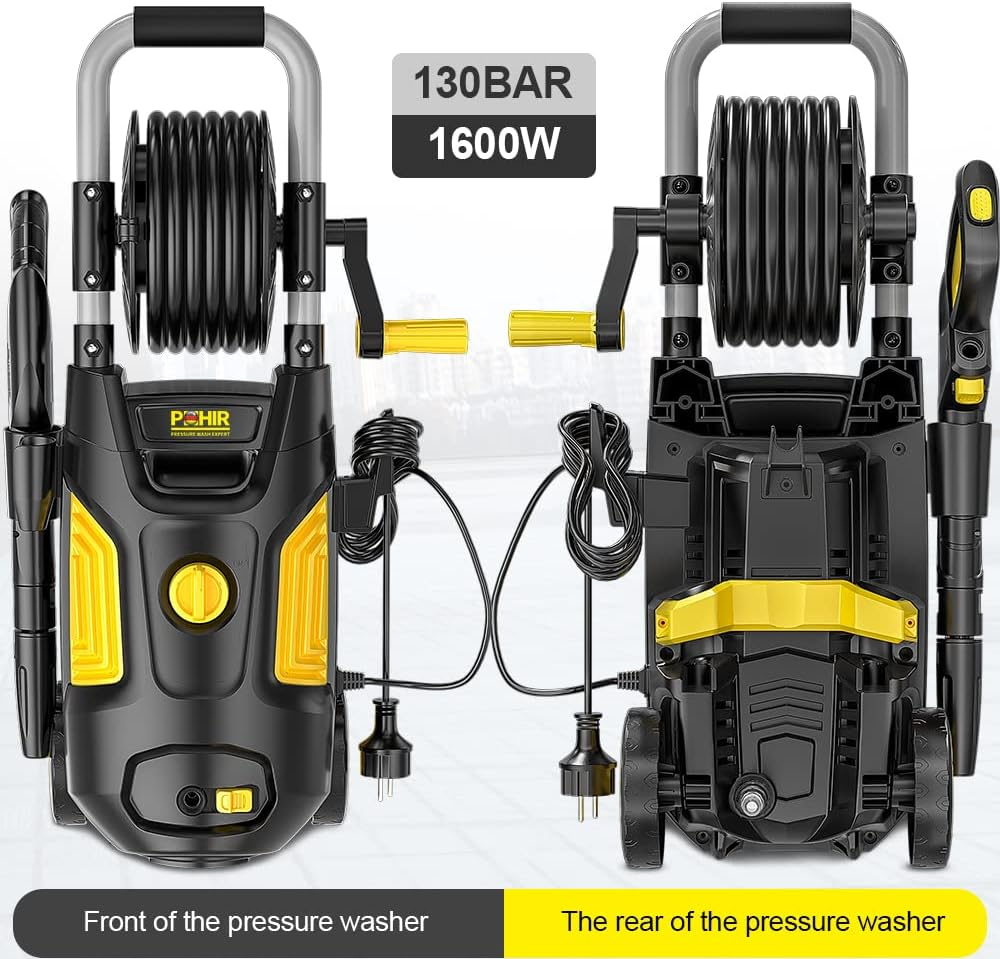 130BAR
1600W
POHIR
PRESSURE WASH EXPERT
Front of the pressure washer
The rear of the pressure washer